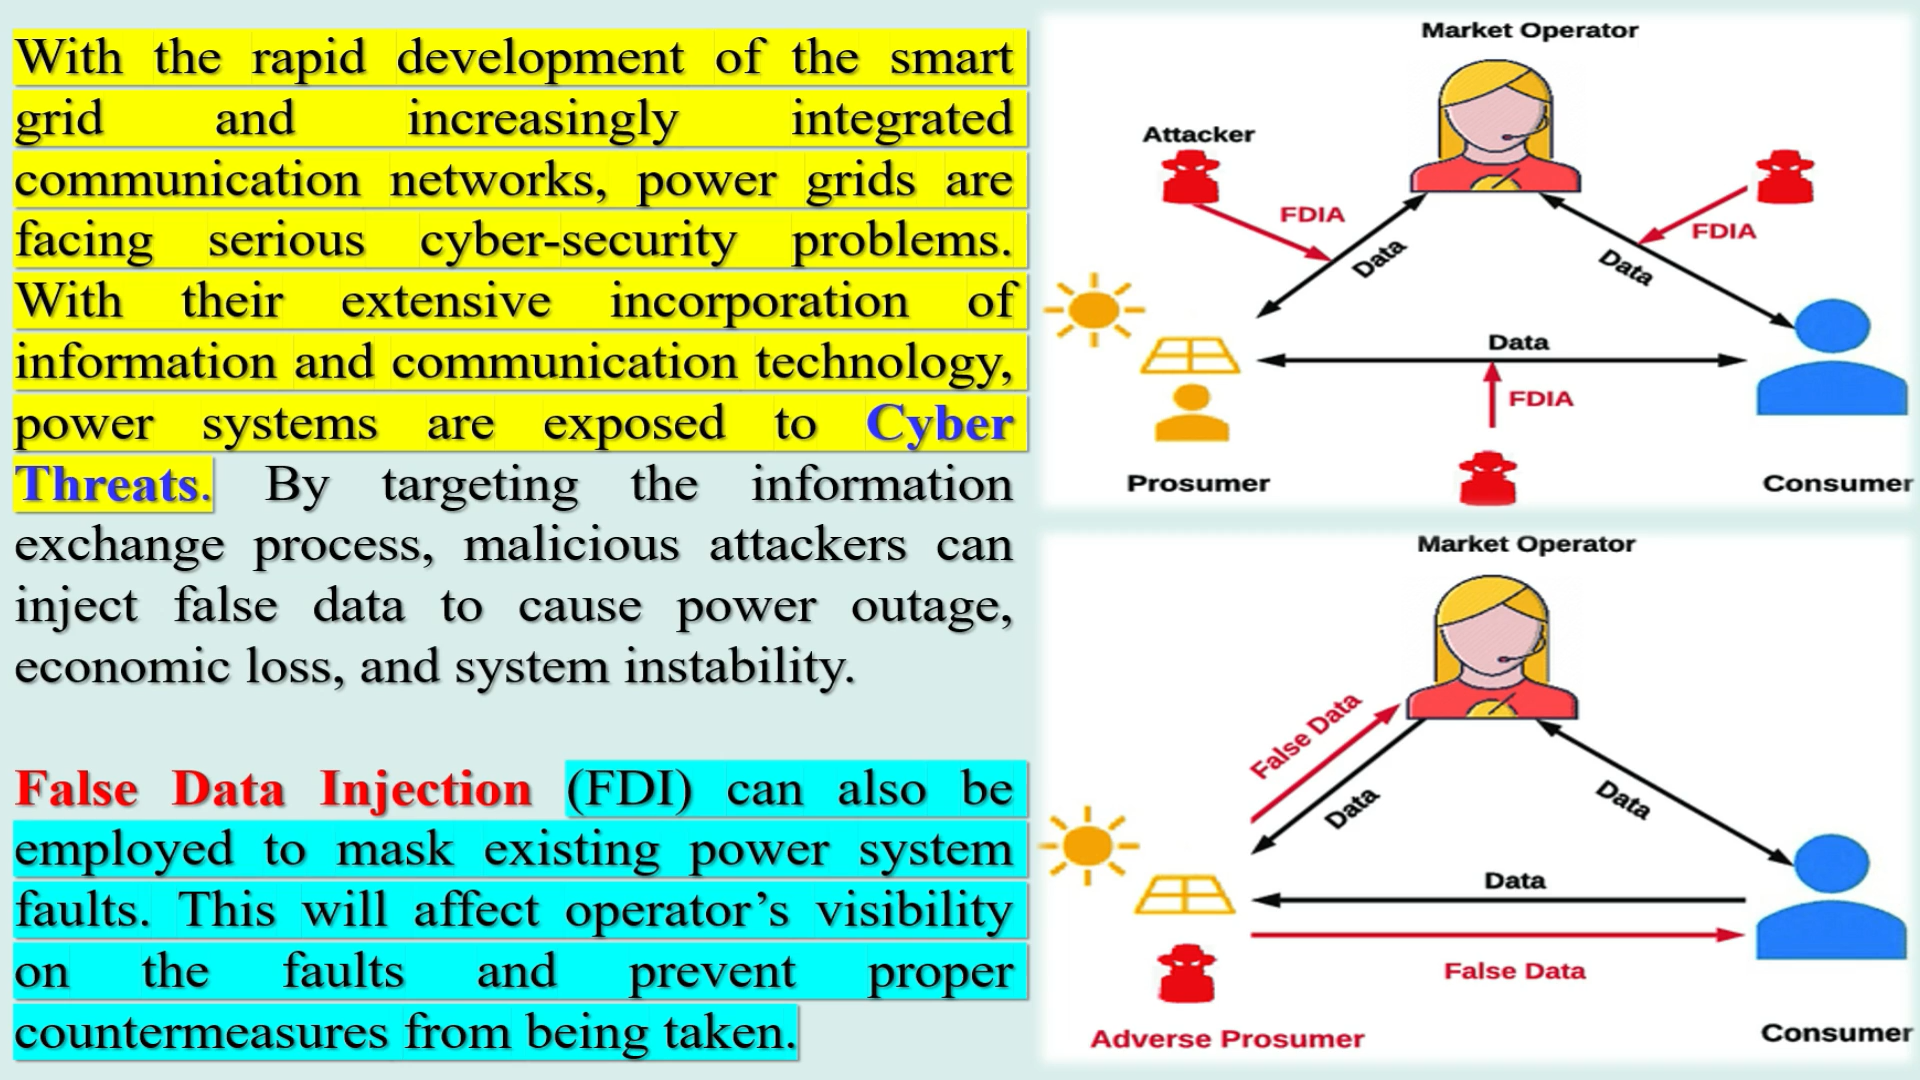 With the rapid development of the smart
grid and increasingly integrated
communication networks, power grids are
facing serious cyber-security problems.
With their extensive incorporation of
information and communication technology,
power systems are exposed to Cyber
Threats. By targeting the information
exchange process, malicious attackers can
inject false data to cause power outage,
economic loss, and system instability.
False Data Injection (FDI) can also be
employed to mask existing power system
faults. This will affect operator’s visibility
on the faults and prevent proper
countermeasures from being taken.
Market Operator
Attacker
FDIA
FDIA
Data
Data
Data
FDIA
Prosumer
Consumer
Market Operator
False Data
Data
Data
Data
False Data
Adverse Prosumer
Consumer